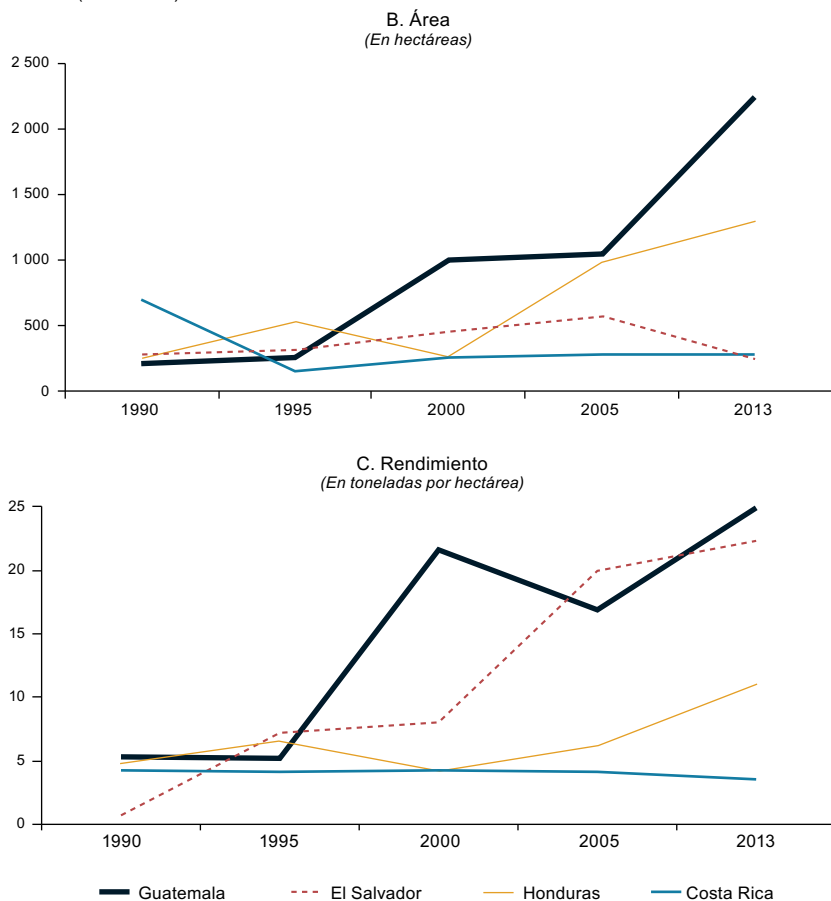 B. Área
(En hectáreas)
2 500
2 000
1 500
1 000
500
0
1990 1995 2000 2005 2013
C. Rendimiento
(En toneladas por hectárea)
25
20
15
10
5
0
1990 1995 2000 2005 2013
Guatemala El Salvador Honduras Costa Rica